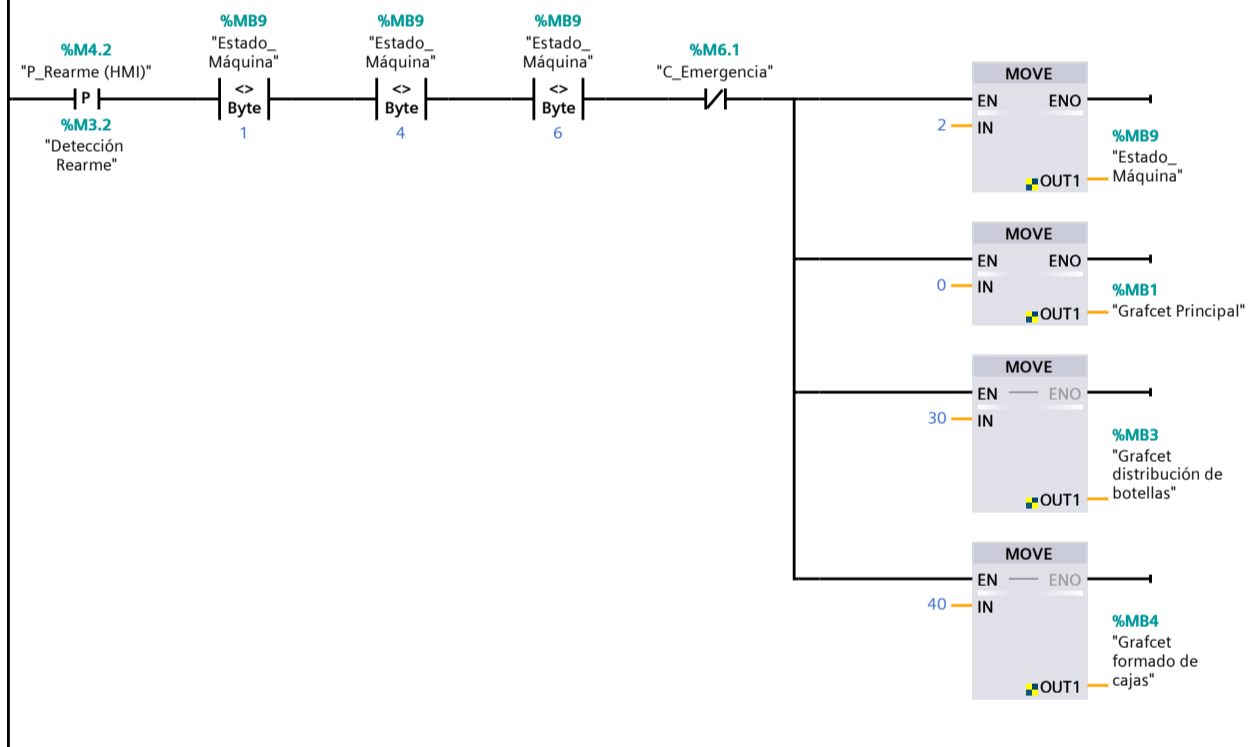 %M4.2
"P_Rearme (HMI)"
P
%M3.2
"Detección
Rearme"
%MB9
"Estado_
Máquina"
<>
Byte
1
%MB9
"Estado_
Máquina"
<>
Byte
4
%MB9
"Estado_
Máquina"
<>
Byte
6
%M6.1
"C_Emergencia"
MOVE
EN ENO
2 IN
OUT1
%MB9
"Estado_
Máquina"
MOVE
EN ENO
0 IN
OUT1
%MB1
"Grafcet Principal"
MOVE
EN ENO
30 IN
OUT1
%MB3
"Grafcet
distribución de
botellas"
MOVE
EN ENO
40 IN
OUT1
%MB4
"Grafcet
formado de
cajas"